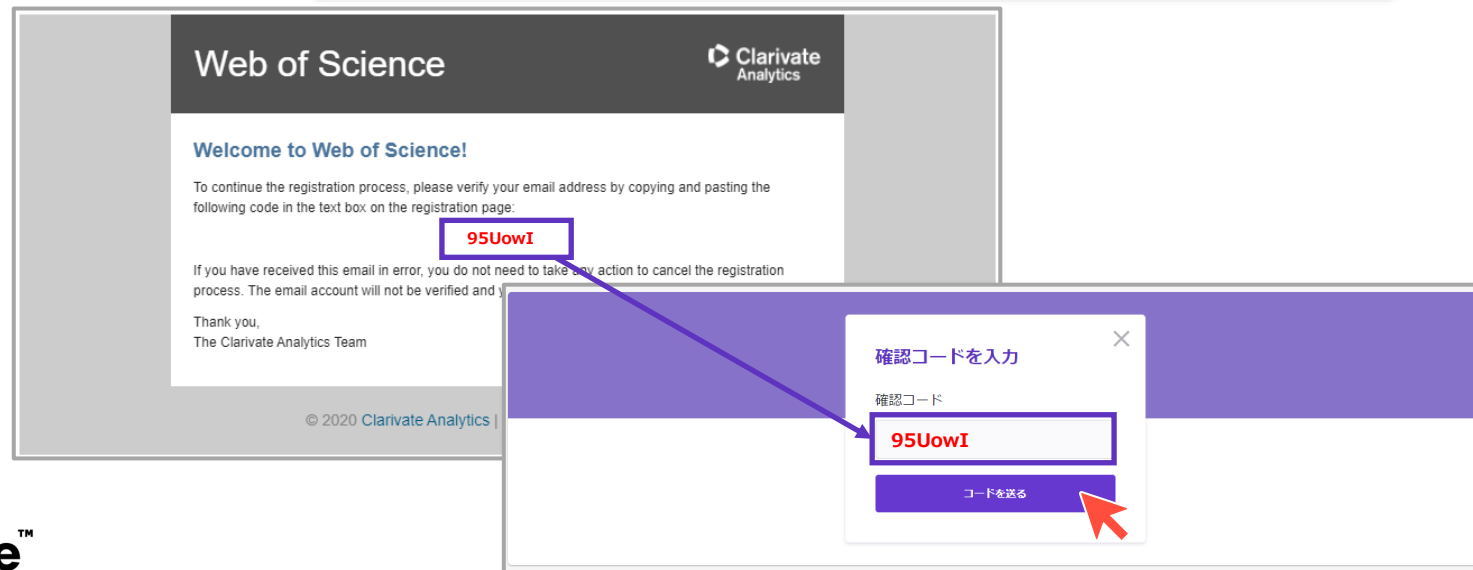 Web of Science
Clarivate
Analytics
Welcome to Web of Science!
To continue the registration process, please verify your email address by copying and pasting the
following code in the text box on the registration page:
95UowI
If you have received this email in error, you do not need to take any action to cancel the registration
process. The email account will not be verified and
Thank you,
The Clarivate Analytics Team
© 2020 Clarivate Analytics |
確認コードを入力
確認コード
95UowI
コードを送る
e™